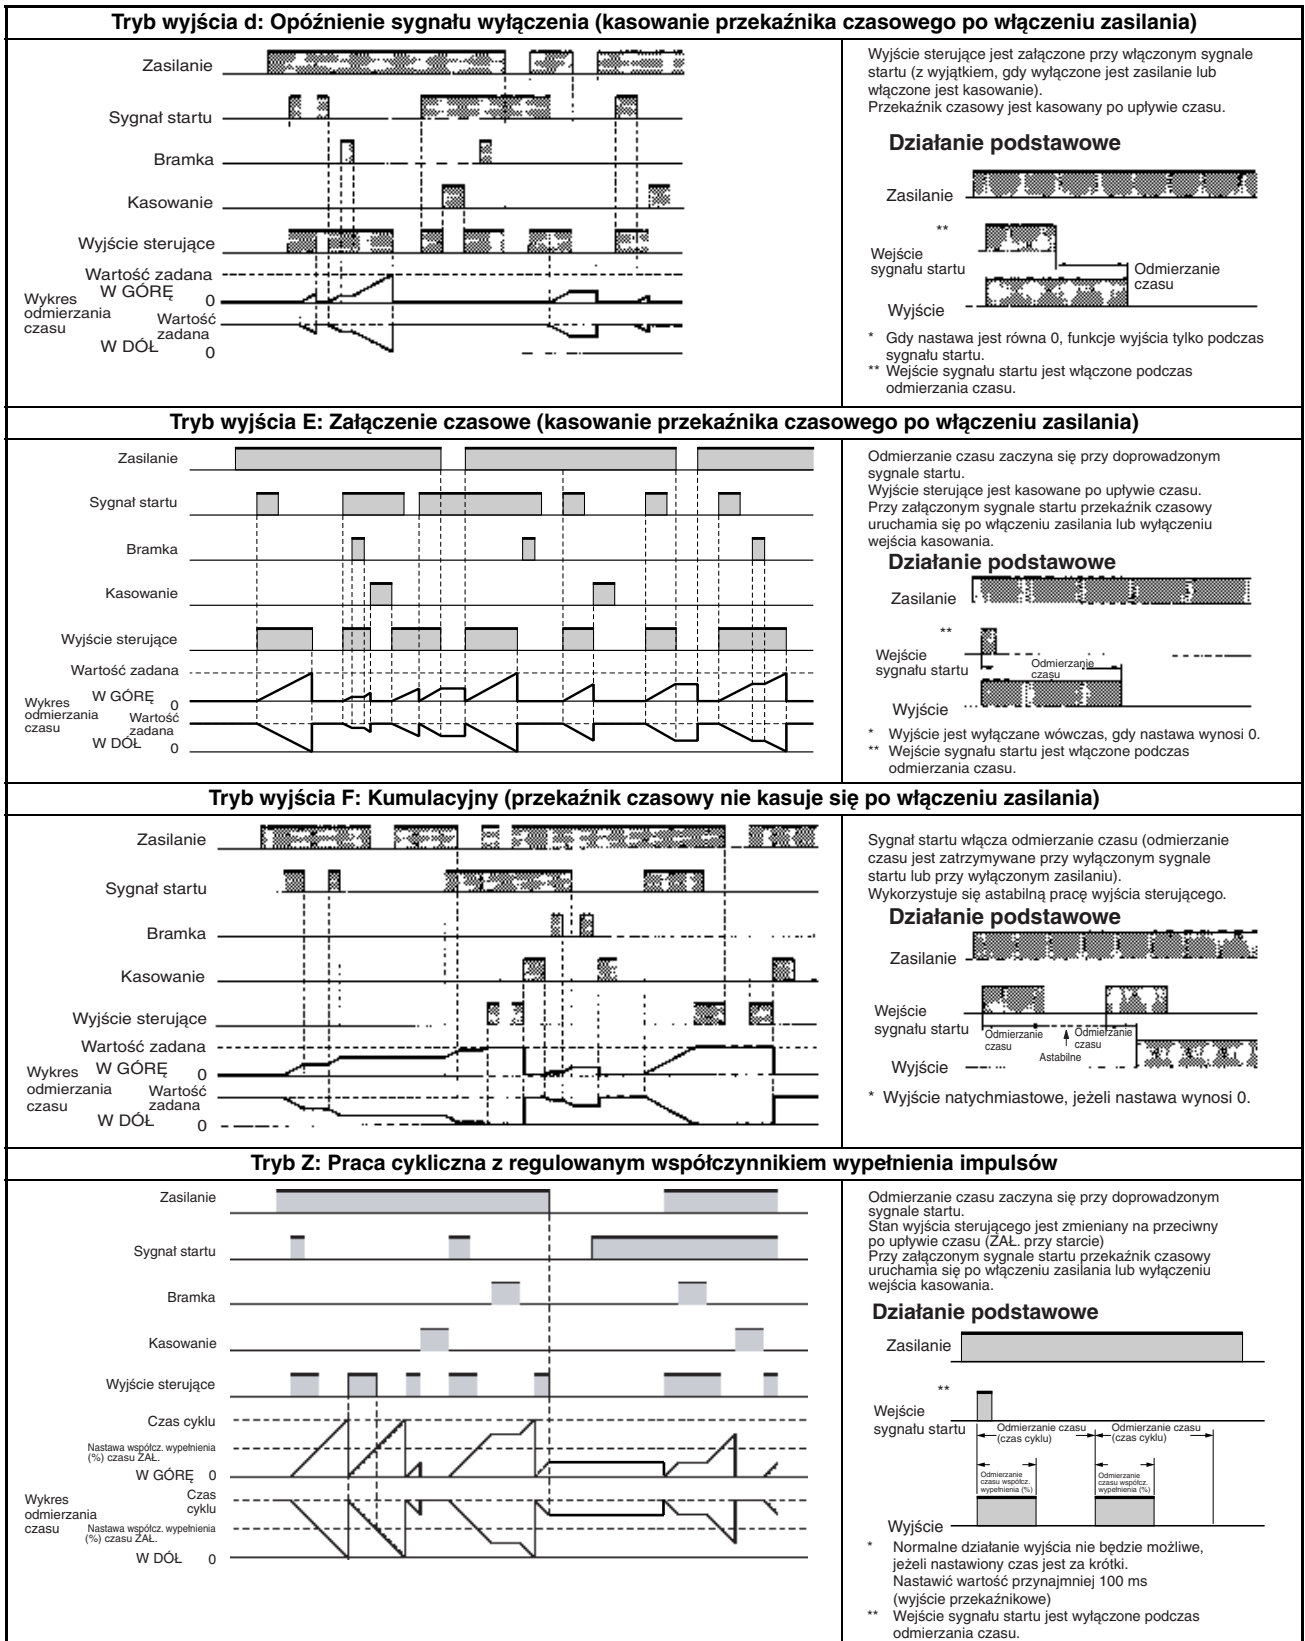 Tryb wyjścia d: Opóźnienie sygnału wyłączenia (kasowanie przekaźnika czasowego po włączeniu zasilania)
Zasilanie
Sygnał startu
Bramka
Kasowanie
Wyjście sterujące
Wartość zadana
W GÓRĘ
0
Wykres
odmierzania
czasu
Wartość
zadana
W DÓŁ
0
Wyjście sterujące jest załączone przy włączonym sygnale
startu (z wyjątkiem, gdy wyłączone jest zasilanie lub
włączone jest kasowanie).
Przekaźnik czasowy jest kasowany po upływie czasu.
Działanie podstawowe
Zasilanie
**
Wejście
sygnału startu
Odmierzanie
czasu
Wyjście
* Gdy nastawa jest równa 0, funkcje wyjścia tylko podczas
sygnału startu.
** Wejście sygnału startu jest włączone podczas
odmierzania czasu.
Tryb wyjścia E: Załączenie czasowe (kasowanie przekaźnika czasowego po włączeniu zasilania)
Zasilanie
Sygnał startu
Bramka
Kasowanie
Wyjście sterujące
Wartość zadana
W GÓRĘ
0
Wykres
odmierzania
czasu
Wartość
zadana
W DÓŁ
0
Odmierzanie czasu zaczyna się przy doprowadzonym
sygnale startu.
Wyjście sterujące jest kasowane po upływie czasu.
Przy załączonym sygnale startu przekaźnik czasowy
uruchamia się po włączeniu zasilania lub wyłączeniu
wejścia kasowania.
Działanie podstawowe
Zasilanie
**
Wejście
sygnału startu
Odmierzanie
czasu
Wyjście
* Wyjście jest wyłączane wówczas, gdy nastawa wynosi 0.
** Wejście sygnału startu jest włączone podczas
odmierzania czasu.
Tryb wyjścia F: Kumulacyjny (przekaźnik czasowy nie kasuje się po włączeniu zasilania)
Zasilanie
Sygnał startu
Bramka
Kasowanie
Wyjście sterujące
Wartość zadana
W GÓRĘ
0
Wykres
odmierzania
czasu
Wartość
zadana
W DÓŁ
0
Sygnał startu włącza odmierzanie czasu (odmierzanie
czasu jest zatrzymywane przy wyłączonym sygnale
startu lub przy wyłączonym zasilaniu).
Wykorzystuje się astabilną pracę wyjścia sterującego.
Działanie podstawowe
Zasilanie
Wejście
sygnału startu
Odmierzanie
czasu
Astabilne
Odmierzanie
czasu
Wyjście
* Wyjście natychmiastowe, jeżeli nastawa wynosi 0.
Tryb Z: Praca cykliczna z regulowanym współczynnikiem wypełnienia impulsów
Zasilanie
Sygnał startu
Bramka
Kasowanie
Wyjście sterujące
Czas cyklu
Nastawa współcz. wypełnienia
(%) czasu ZAŁ.
W GÓRĘ
0
Wykres
odmierzania
czasu
Czas
cyklu
Nastawa współcz. wypełnienia
(%) czasu ZAŁ.
W DÓŁ
0
Odmierzanie czasu zaczyna się przy doprowadzonym
sygnale startu.
Stan wyjścia sterującego jest zmieniany na przeciwny
po upływie czasu (ZAŁ. przy starcie)
Przy załączonym sygnale startu przekaźnik czasowy
uruchamia się po włączeniu zasilania lub wyłączeniu
wejścia kasowania.
Działanie podstawowe
Zasilanie
**
Wejście
sygnału startu
Odmierzanie czasu
(czas cyklu)
Odmierzanie czasu
(czas cyklu)
Odmierzanie
czasu współcz.
wypełnienia (%)
Odmierzanie
czasu współcz.
wypełnienia (%)
Wyjście
* Normalne działanie wyjścia nie będzie możliwe,
jeżeli nastawiony czas jest za krótki.
Nastawić wartość przynajmniej 100 ms
(wyjście przekaźnikowe)
** Wejście sygnału startu jest wyłączone podczas
odmierzania czasu.